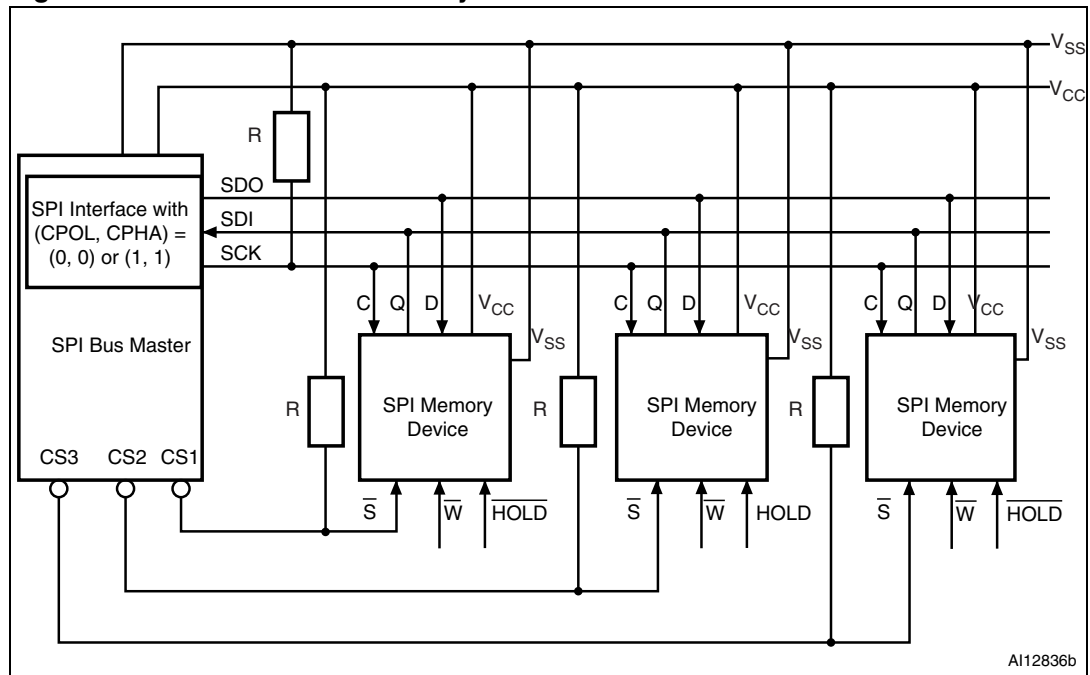 V_SS
V_CC
R
SDO
SPI Interface with
(CPOL, CPHA) =
(0, 0) or (1, 1)
SDI
SCK
SPI Bus Master
C Q D V_CC V_SS
C Q D V_CC V_SS
C Q D V_CC V_SS
R
SPI Memory
Device
R
SPI Memory
Device
R
SPI Memory
Device
CS3 CS2 CS1
S̅ W̅ H̅O̅L̅D̅
S̅ W̅ HOLD
S̅ W̅ H̅O̅L̅D̅
AI12836b